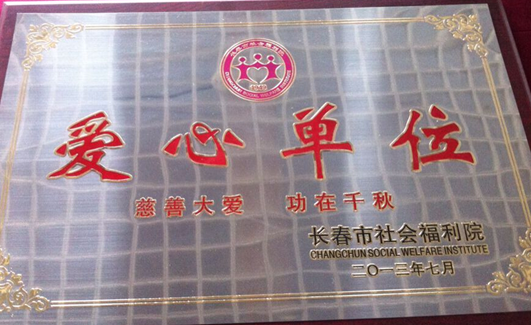 爱心单位
慈善大爱 功在千秋
长春市社会福利院
CHANGCHUN SOCIAL WELFARE INSTITUTE
二〇一三年七月